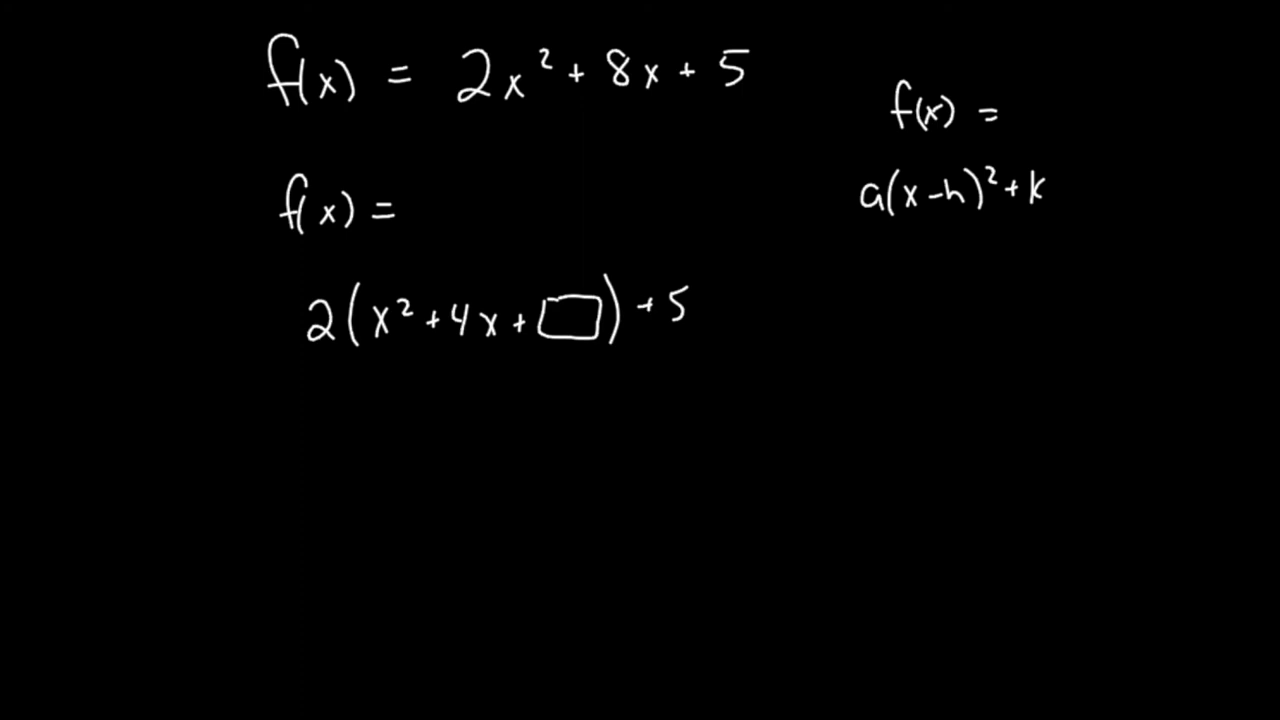 f(x) = 2x² + 8x + 5
f(x) =
a(x-h)² + k
f(x) =
2(x² + 4x + □) + 5